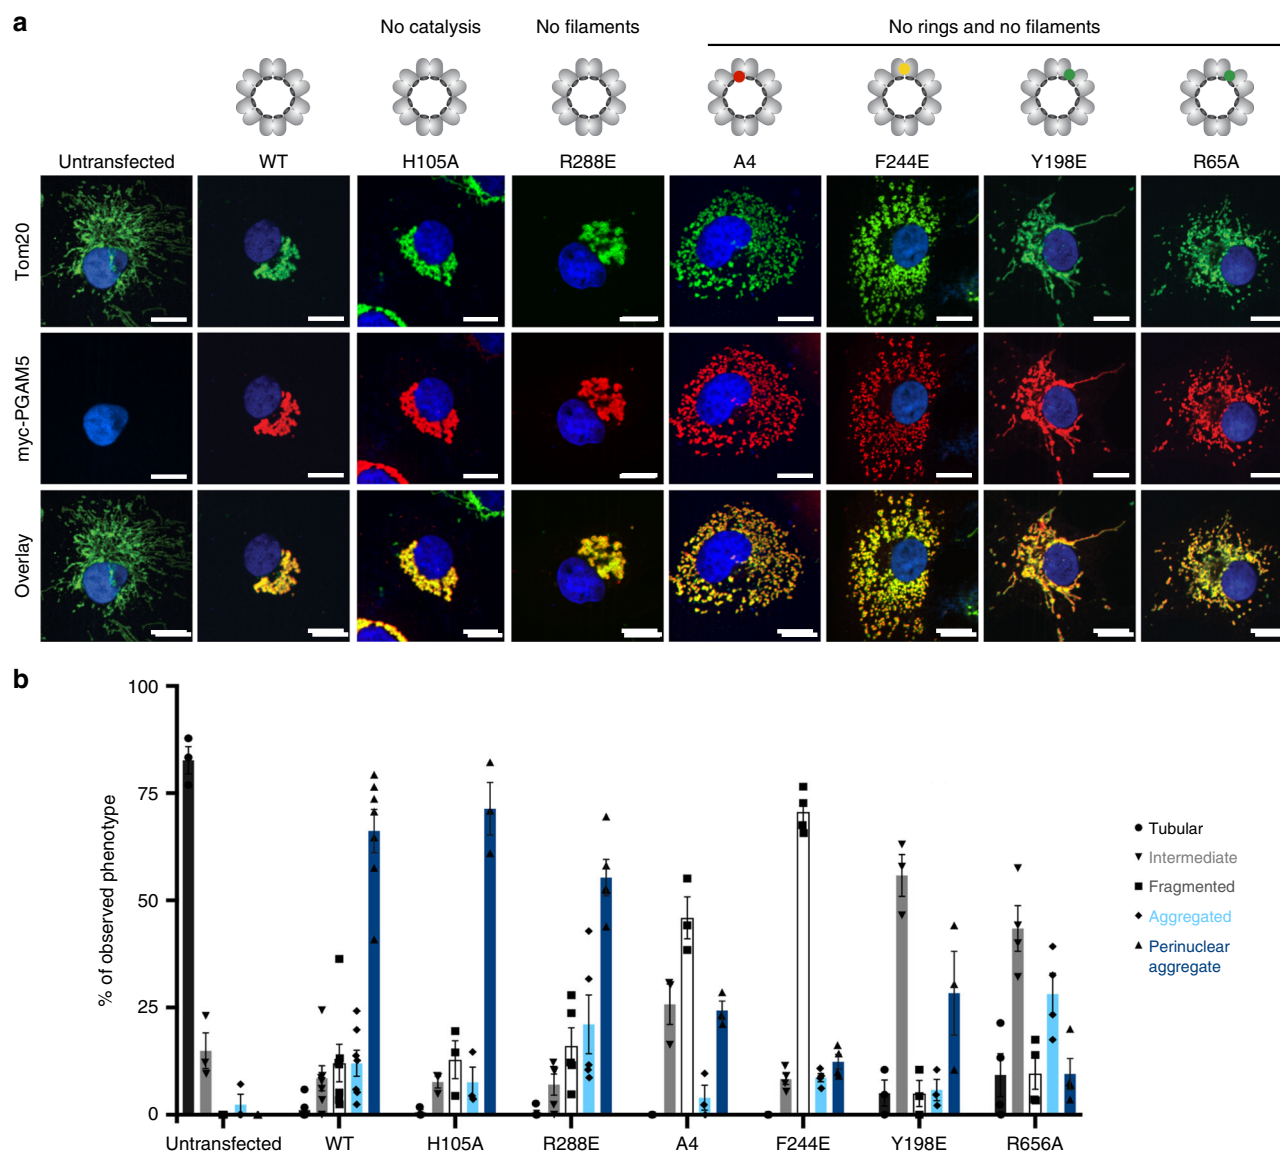 a
No catalysis
No filaments
No rings and no filaments
Untransfected
WT
H105A
R288E
A4
F244E
Y198E
R65A
Tom20
myc-PGAM5
Overlay
b
% of observed phenotype
100
75
50
25
0
Untransfected
WT
H105A
R288E
A4
F244E
Y198E
R656A
Tubular
Intermediate
Fragmented
Aggregated
Perinuclear
aggregate